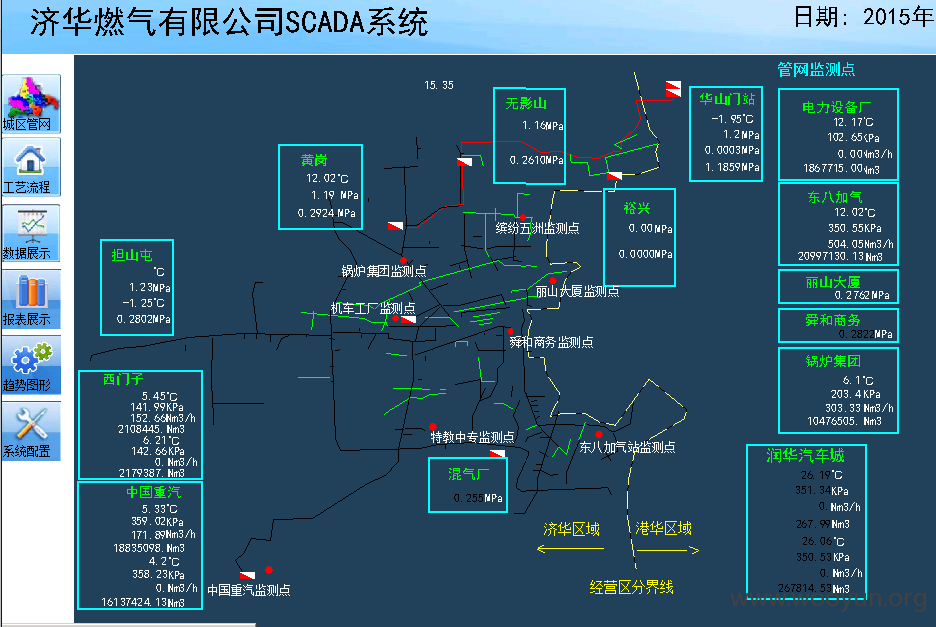 济华燃气有限公司SCADA系统
日期: 2015年
城区管网
工艺流程
数据展示
报表展示
趋势图形
系统配置
15.35
管网监测点
无影山
1.16MPa
0.2610MPa
华山门站
-1.95℃
1.2MPa
0.0003MPa
1.1859MPa
电力设备厂
12.17℃
102.65KPa
0.00Nm3/h
1867715.00Nm3
黄岗
12.02℃
1.19 MPa
0.2924 MPa
裕兴
0.00MPa
0.0000MPa
东八加气
12.02℃
350.55KPa
504.05Nm3/h
20997130.13Nm3
担山屯
℃
1.23MPa
-1.25℃
0.2802MPa
缤纷五洲监测点
锅炉集团监测点
丽山大厦监测点
机车工厂监测点
舜和商务监测点
丽山大厦
0.2762MPa
舜和商务
0.2822MPa
锅炉集团
6.1℃
203.4KPa
303.33 Nm3/h
10476505. Nm3
西门子
5.45℃
141.99KPa
152.66Nm3/h
2108445. Nm3
6.21℃
142.66KPa
0. Nm3/h
2179387. Nm3
特教中专监测点
东八加气站监测点
混气厂
0.255MPa
润华汽车城
26.19℃
351.34KPa
0. Nm3/h
267.99Nm3
26.06℃
350.53KPa
0. Nm3/h
267814.53Nm3
中国重汽
5.33℃
359.02KPa
171.89Nm3/h
18835098. Nm3
4.2℃
358.23KPa
0. Nm3/h
16137424.13Nm3
济华区域
港华区域
经营区分界线
中国重汽监测点
www.wooyun.org